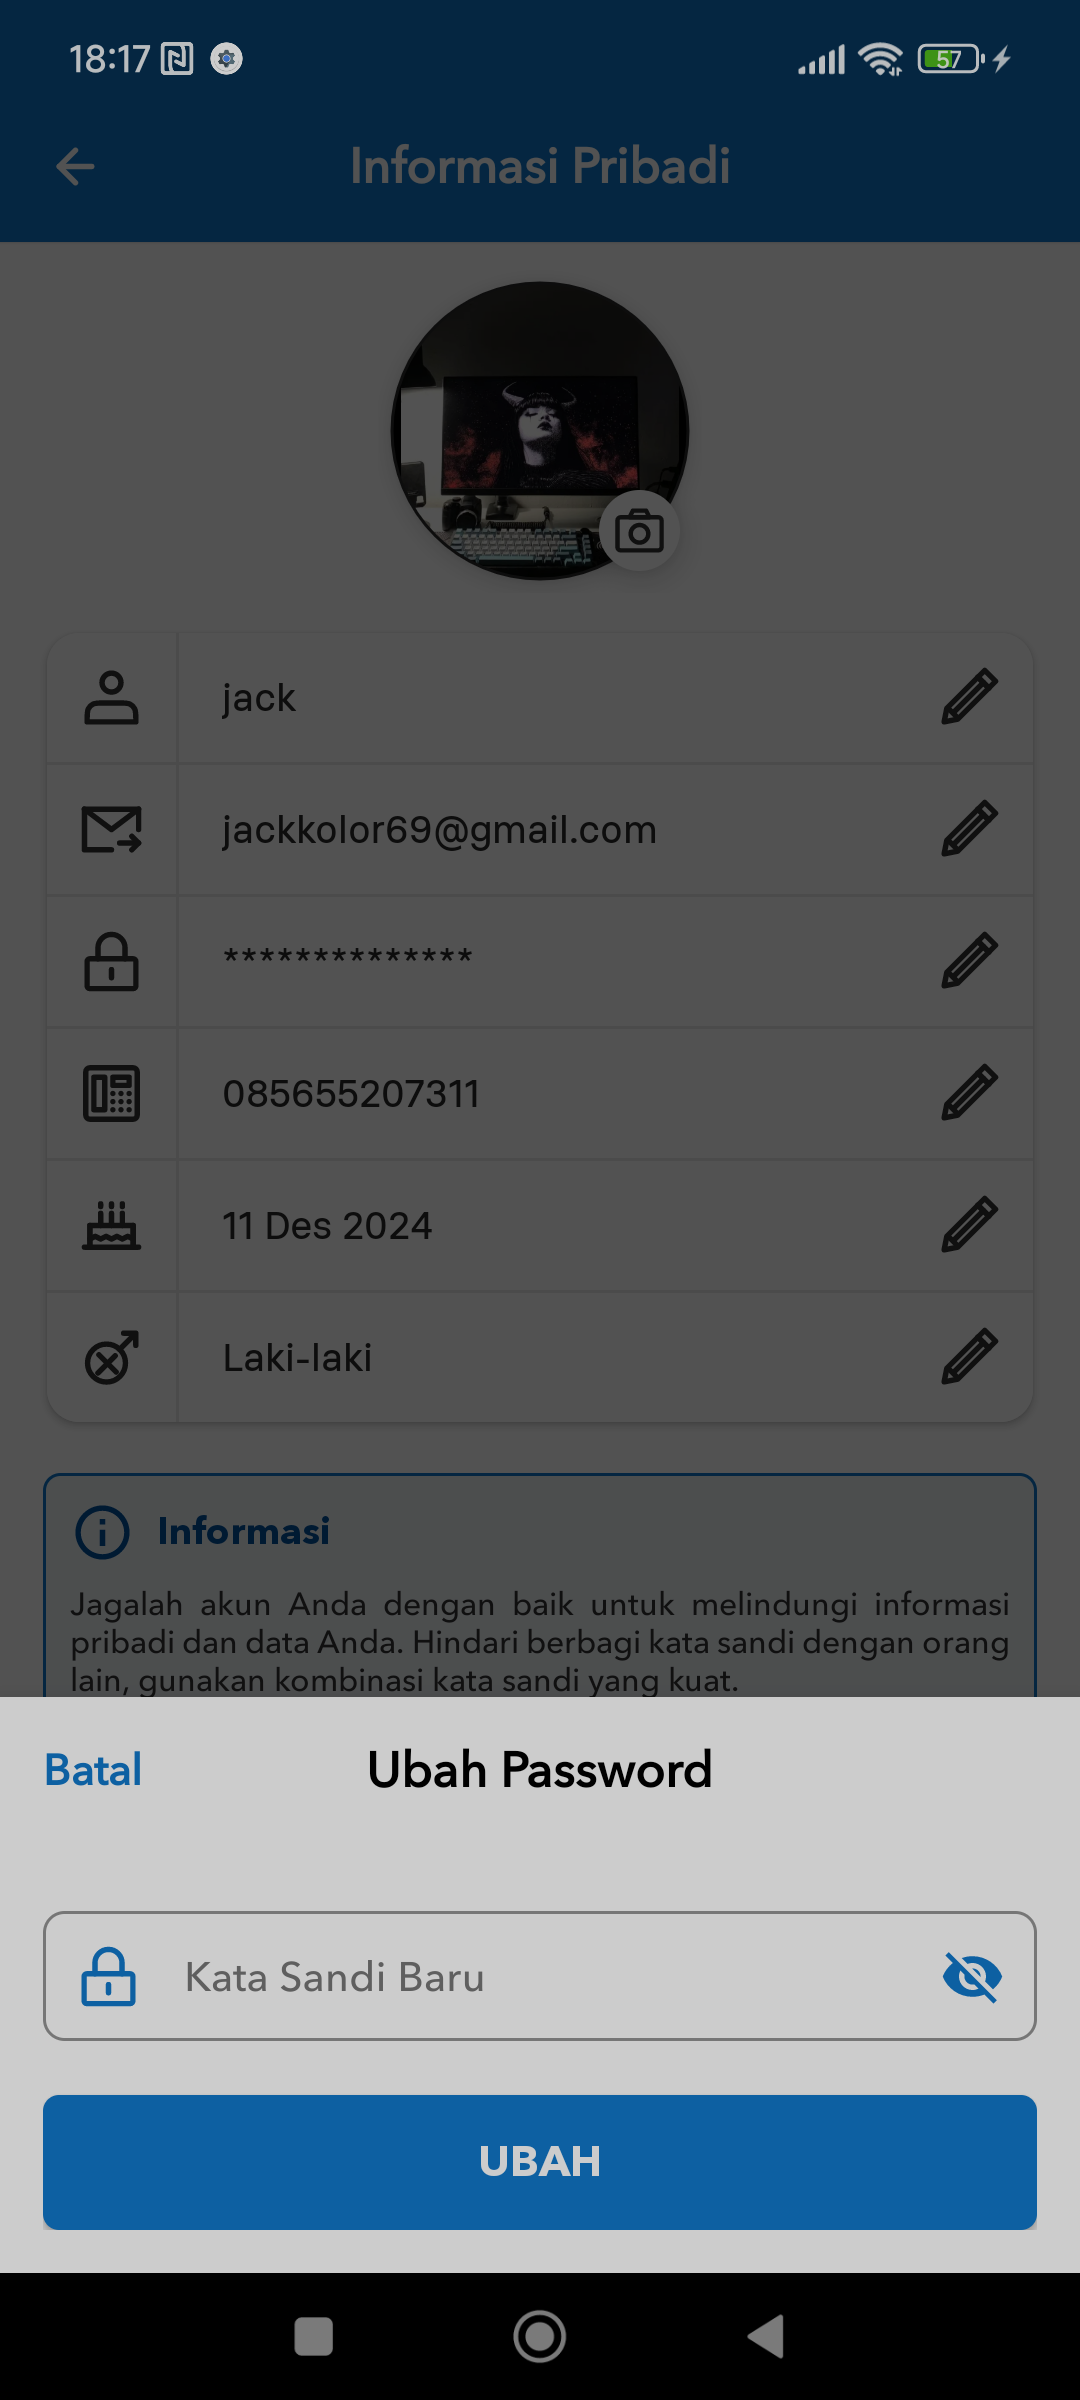 18:17
57
Informasi Pribadi
jack
jackkolor69@gmail.com
**************
085655207311
11 Des 2024
Laki-laki
Informasi
Jagalah akun Anda dengan baik untuk melindungi informasi
pribadi dan data Anda. Hindari berbagi kata sandi dengan orang
lain, gunakan kombinasi kata sandi yang kuat.
Batal
Ubah Password
Kata Sandi Baru
UBAH